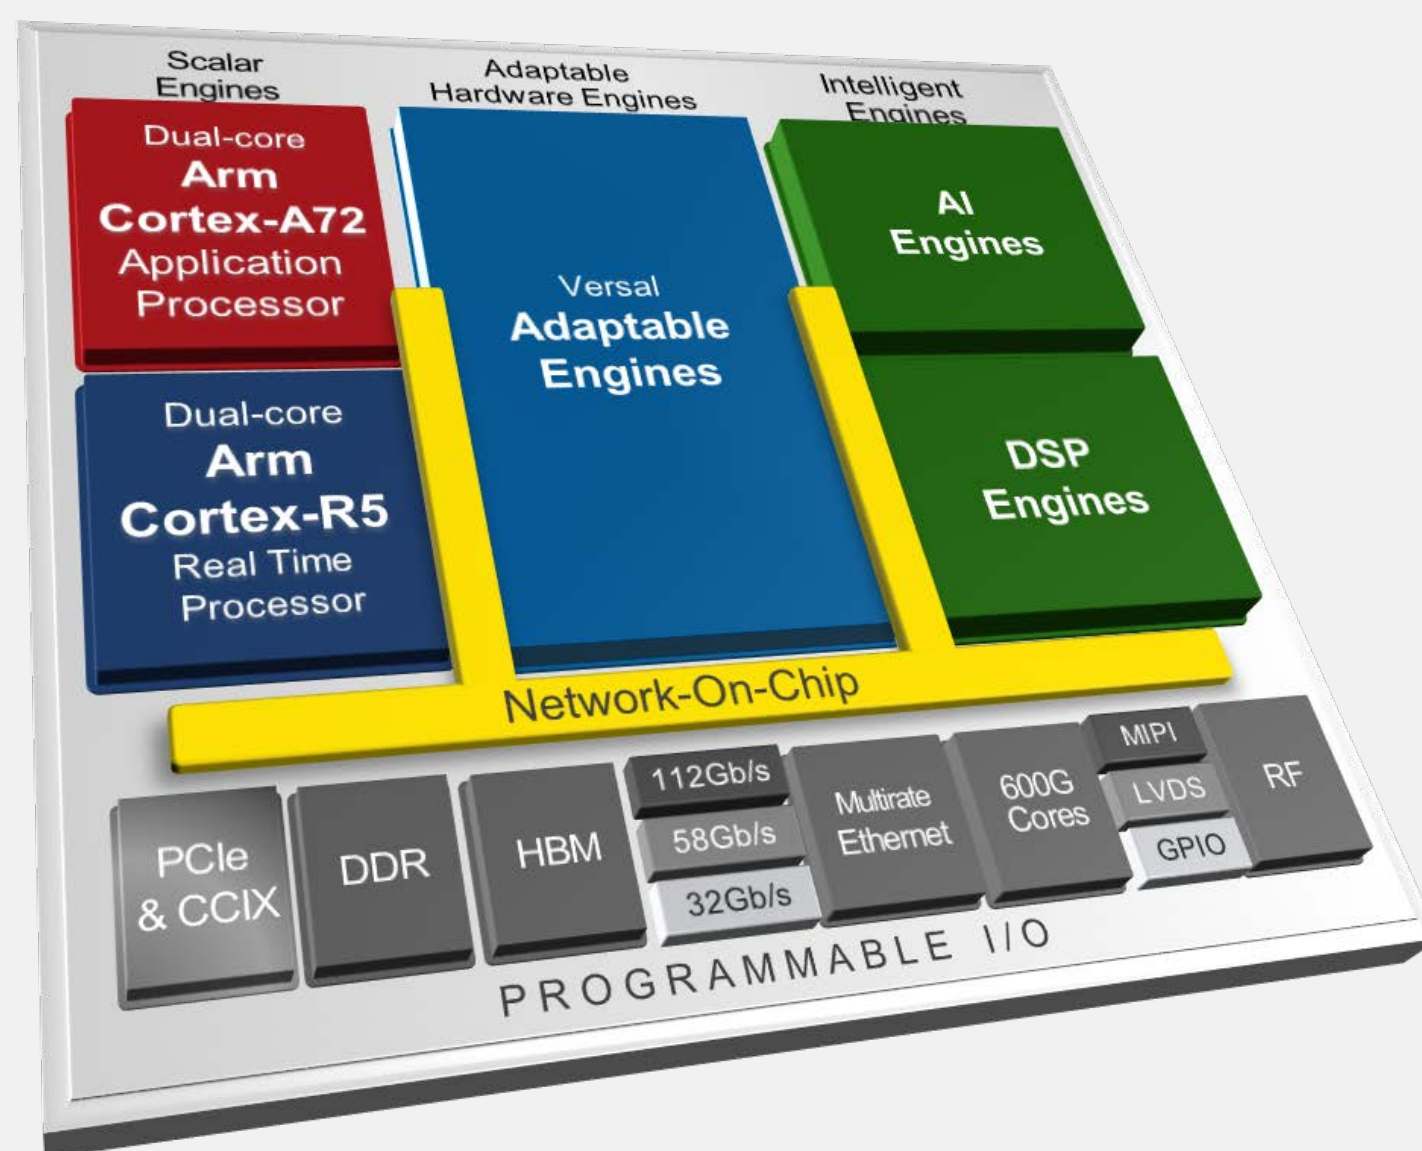 Scalar
Engines
Adaptable
Hardware Engines
Intelligent
Engines
Dual-core
Arm
Cortex-A72
Application
Processor
Dual-core
Arm
Cortex-R5
Real Time
Processor
Versal
Adaptable
Engines
AI
Engines
DSP
Engines
Network-On-Chip
PCIe
& CCIX
DDR
HBM
112Gb/s
58Gb/s
32Gb/s
Multirate
Ethernet
600G
Cores
MIPI
LVDS
GPIO
RF
PROGRAMMABLE I/O